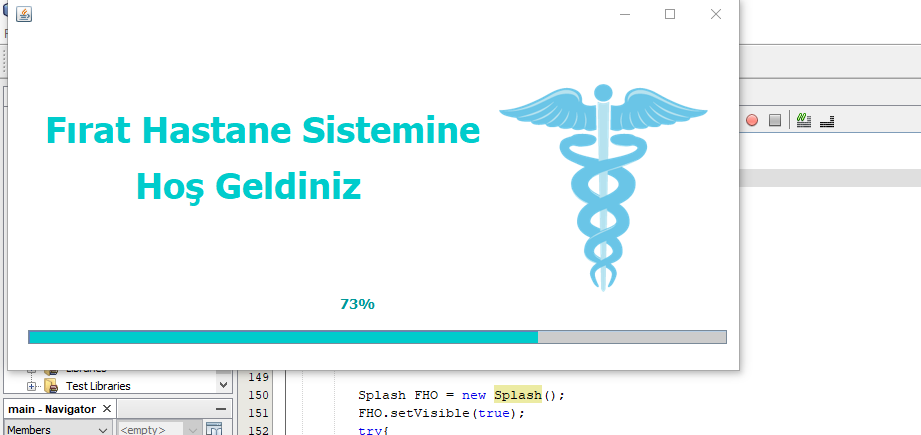 Fırat Hastane Sistemine
Hoş Geldiniz
73%
Libraries
Test Libraries
main - Navigator
Members
<empty>
149
150 Splash FHO = new Splash();
151 FHO.setVisible(true);
152 try{